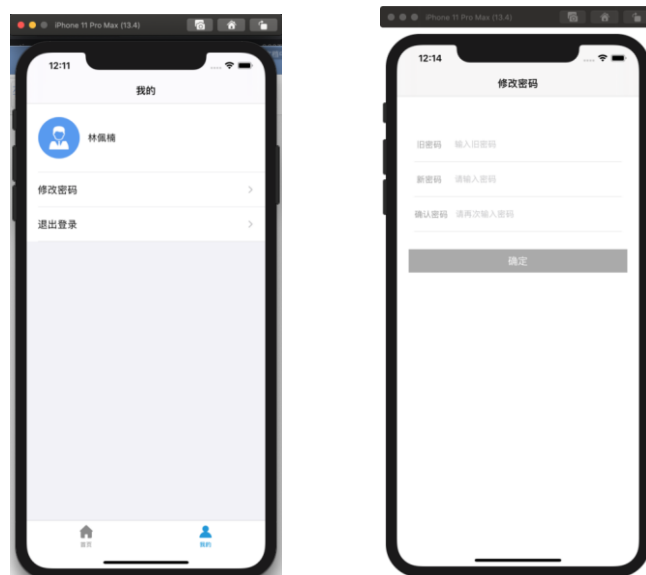 iPhone 11 Pro Max (13.4)
12:11
我的
林佩楠
修改密码
退出登录
首页
我的
iPhone 11 Pro Max (13.4)
12:14
修改密码
旧密码 输入旧密码
新密码 请输入密码
确认密码 请再次输入密码
确定